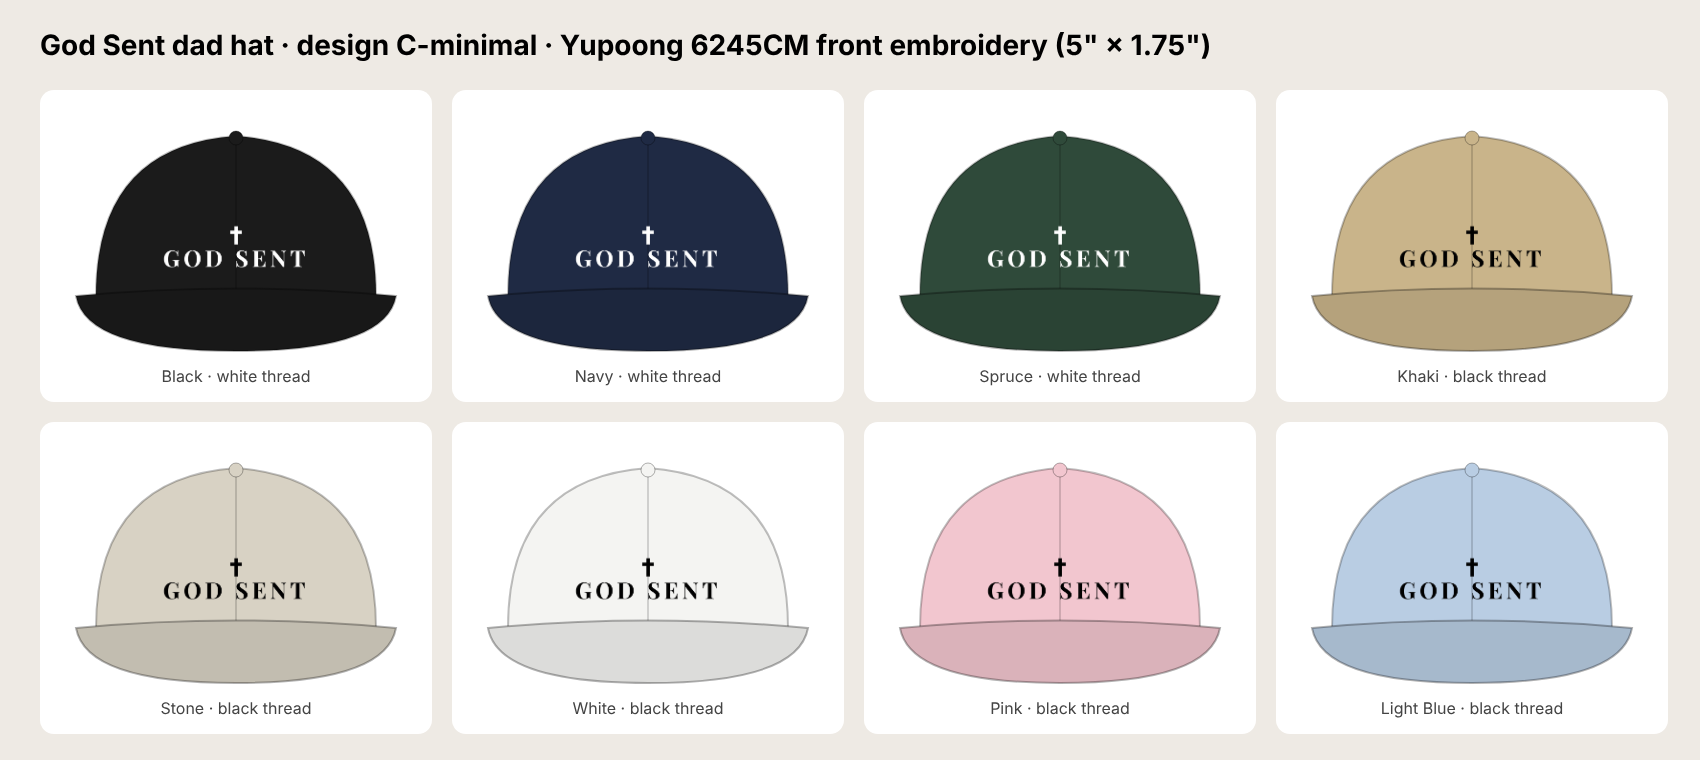 God Sent dad hat · design C-minimal · Yupoong 6245CM front embroidery (5" × 1.75")
GOD SENT
Black · white thread
GOD SENT
Navy · white thread
GOD SENT
Spruce · white thread
GOD SENT
Khaki · black thread
GOD SENT
Stone · black thread
GOD SENT
White · black thread
GOD SENT
Pink · black thread
GOD SENT
Light Blue · black thread